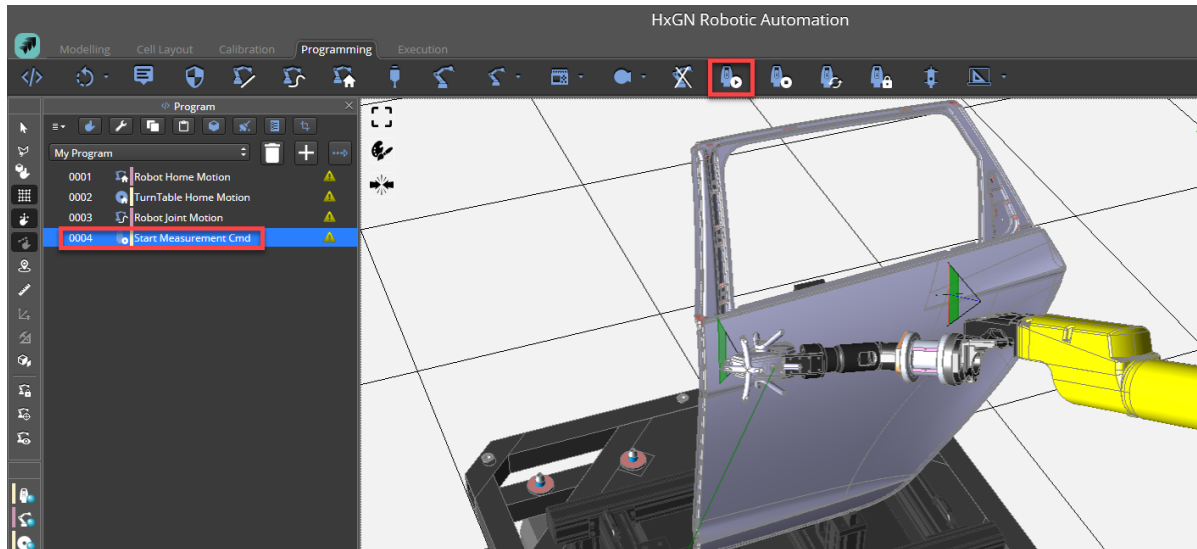 HxGN Robotic Automation
Modelling Cell Layout Calibration Programming Execution
Program
My Program
0001 Robot Home Motion
0002 TurnTable Home Motion
0003 Robot Joint Motion
0004 Start Measurement Cmd